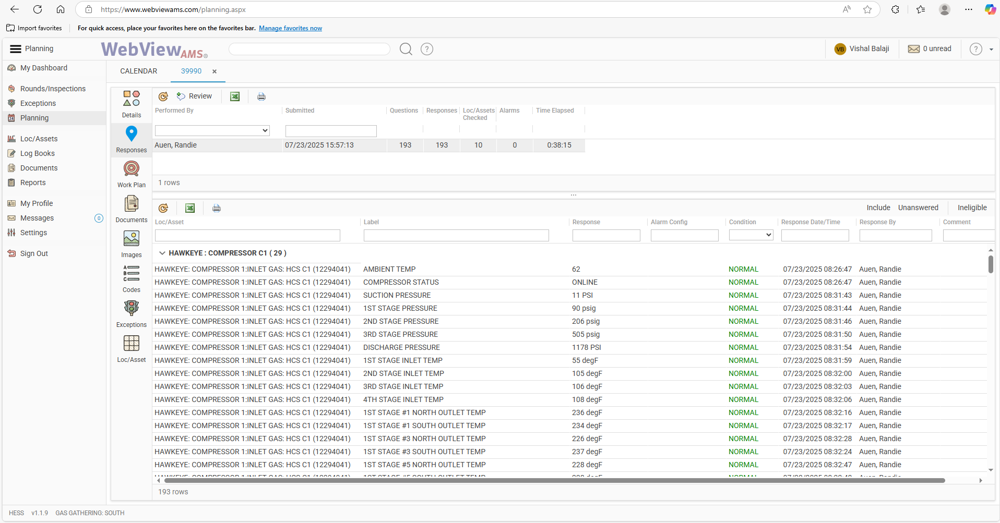 https://www.webviewams.com/planning.aspx
Import favorites For quick access, place your favorites here on the favorites bar. Manage favorites now
Planning WebViewAMS® ? VB Vishal Balaji 0 unread ?
My Dashboard
Rounds/Inspections
Exceptions
Planning
Loc/Assets
Log Books
Documents
Reports
My Profile
Messages 0
Settings
Sign Out
CALENDAR 39990 ×
Details
Responses
Work Plan
Documents
Images
A
B
C
Codes
Exceptions
Loc/Asset
Review
Performed By Submitted Questions Responses Loc/Assets Checked Alarms Time Elapsed
Auen, Randie 07/23/2025 15:57:13 193 193 10 0 0:38:15
1 rows
Include Unanswered Ineligible
Loc/Asset Label Response Alarm Config Condition Response Date/Time Response By Comment
HAWKEYE : COMPRESSOR C1 ( 29 )
HAWKEYE: COMPRESSOR 1:INLET GAS: HCS C1 (12294041) AMBIENT TEMP 62 NORMAL 07/23/2025 08:26:47 Auen, Randie
HAWKEYE: COMPRESSOR 1:INLET GAS: HCS C1 (12294041) COMPRESSOR STATUS ONLINE NORMAL 07/23/2025 08:26:47 Auen, Randie
HAWKEYE: COMPRESSOR 1:INLET GAS: HCS C1 (12294041) SUCTION PRESSURE 11 PSI NORMAL 07/23/2025 08:31:43 Auen, Randie
HAWKEYE: COMPRESSOR 1:INLET GAS: HCS C1 (12294041) 1ST STAGE PRESSURE 90 psig NORMAL 07/23/2025 08:31:44 Auen, Randie
HAWKEYE: COMPRESSOR 1:INLET GAS: HCS C1 (12294041) 2ND STAGE PRESSURE 206 psig NORMAL 07/23/2025 08:31:46 Auen, Randie
HAWKEYE: COMPRESSOR 1:INLET GAS: HCS C1 (12294041) 3RD STAGE PRESSURE 505 psig NORMAL 07/23/2025 08:31:50 Auen, Randie
HAWKEYE: COMPRESSOR 1:INLET GAS: HCS C1 (12294041) DISCHARGE PRESSURE 1178 PSI NORMAL 07/23/2025 08:31:54 Auen, Randie
HAWKEYE: COMPRESSOR 1:INLET GAS: HCS C1 (12294041) 1ST STAGE INLET TEMP 55 degF NORMAL 07/23/2025 08:31:59 Auen, Randie
HAWKEYE: COMPRESSOR 1:INLET GAS: HCS C1 (12294041) 2ND STAGE INLET TEMP 105 degF NORMAL 07/23/2025 08:32:00 Auen, Randie
HAWKEYE: COMPRESSOR 1:INLET GAS: HCS C1 (12294041) 3RD STAGE INLET TEMP 106 degF NORMAL 07/23/2025 08:32:03 Auen, Randie
HAWKEYE: COMPRESSOR 1:INLET GAS: HCS C1 (12294041) 4TH STAGE INLET TEMP 108 degF NORMAL 07/23/2025 08:32:06 Auen, Randie
HAWKEYE: COMPRESSOR 1:INLET GAS: HCS C1 (12294041) 1ST STAGE #1 NORTH OUTLET TEMP 236 degF NORMAL 07/23/2025 08:32:16 Auen, Randie
HAWKEYE: COMPRESSOR 1:INLET GAS: HCS C1 (12294041) 1ST STAGE #1 SOUTH OUTLET TEMP 234 degF NORMAL 07/23/2025 08:32:17 Auen, Randie
HAWKEYE: COMPRESSOR 1:INLET GAS: HCS C1 (12294041) 1ST STAGE #3 NORTH OUTLET TEMP 226 degF NORMAL 07/23/2025 08:32:28 Auen, Randie
HAWKEYE: COMPRESSOR 1:INLET GAS: HCS C1 (12294041) 1ST STAGE #3 SOUTH OUTLET TEMP 237 degF NORMAL 07/23/2025 08:32:24 Auen, Randie
HAWKEYE: COMPRESSOR 1:INLET GAS: HCS C1 (12294041) 1ST STAGE #5 NORTH OUTLET TEMP 228 degF NORMAL 07/23/2025 08:32:47 Auen, Randie
193 rows
HESS v1.1.9 GAS GATHERING: SOUTH